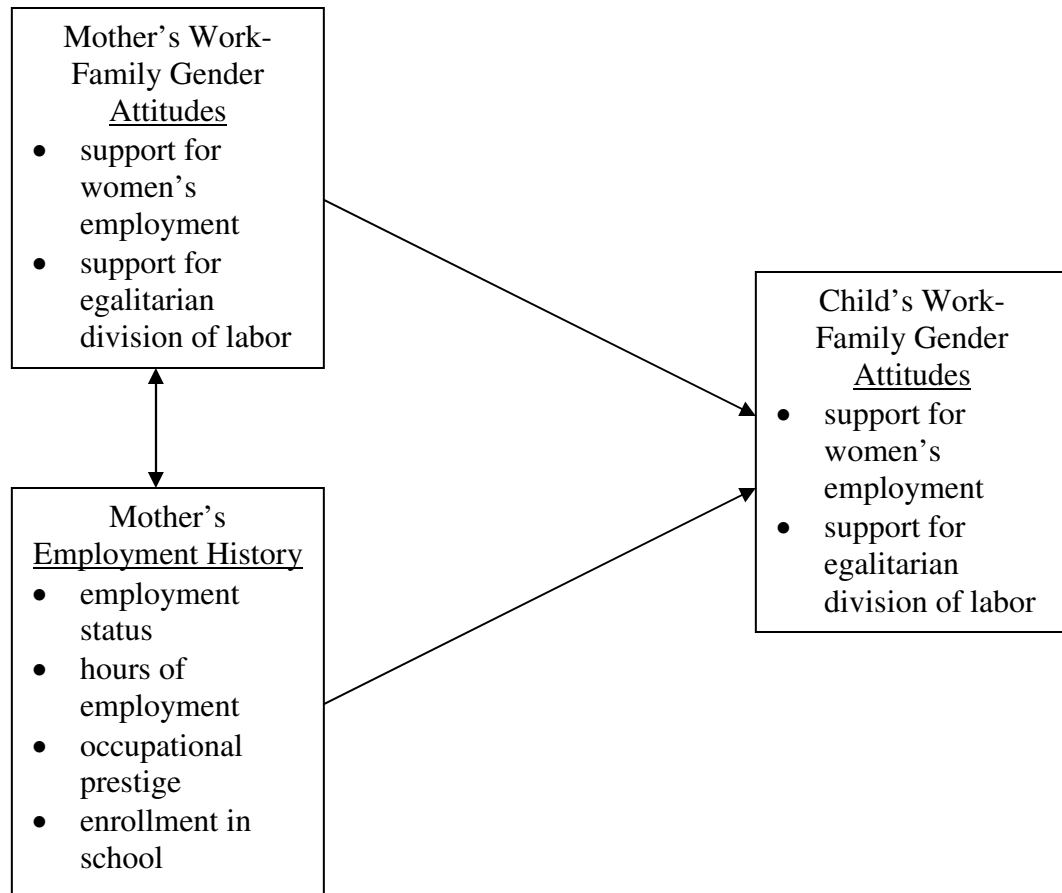 Mother’s Work-
Family Gender
Attitudes
• support for
women’s
employment
• support for
egalitarian
division of labor
Mother’s
Employment History
• employment
status
• hours of
employment
• occupational
prestige
• enrollment in
school
Child’s Work-
Family Gender
Attitudes
• support for
women’s
employment
• support for
egalitarian
division of labor